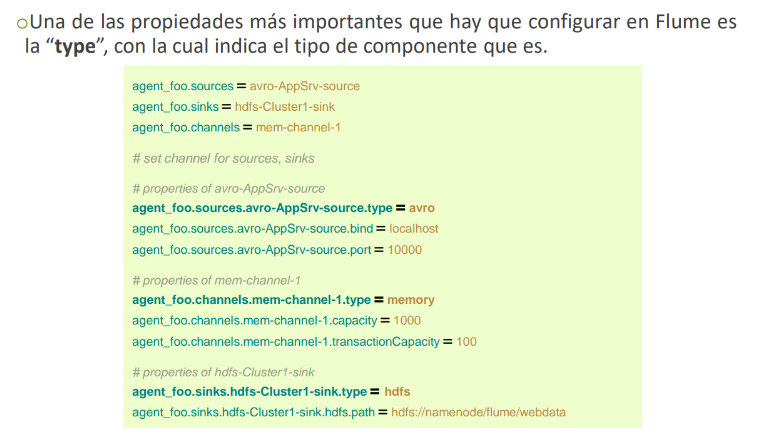 ○Una de las propiedades más importantes que hay que configurar en Flume es
la “type”, con la cual indica el tipo de componente que es.
agent_foo.sources = avro-AppSrv-source
agent_foo.sinks = hdfs-Cluster1-sink
agent_foo.channels = mem-channel-1
# set channel for sources, sinks
# properties of avro-AppSrv-source
agent_foo.sources.avro-AppSrv-source.type = avro
agent_foo.sources.avro-AppSrv-source.bind = localhost
agent_foo.sources.avro-AppSrv-source.port = 10000
# properties of mem-channel-1
agent_foo.channels.mem-channel-1.type = memory
agent_foo.channels.mem-channel-1.capacity = 1000
agent_foo.channels.mem-channel-1.transactionCapacity = 100
# properties of hdfs-Cluster1-sink
agent_foo.sinks.hdfs-Cluster1-sink.type = hdfs
agent_foo.sinks.hdfs-Cluster1-sink.hdfs.path = hdfs://namenode/flume/webdata